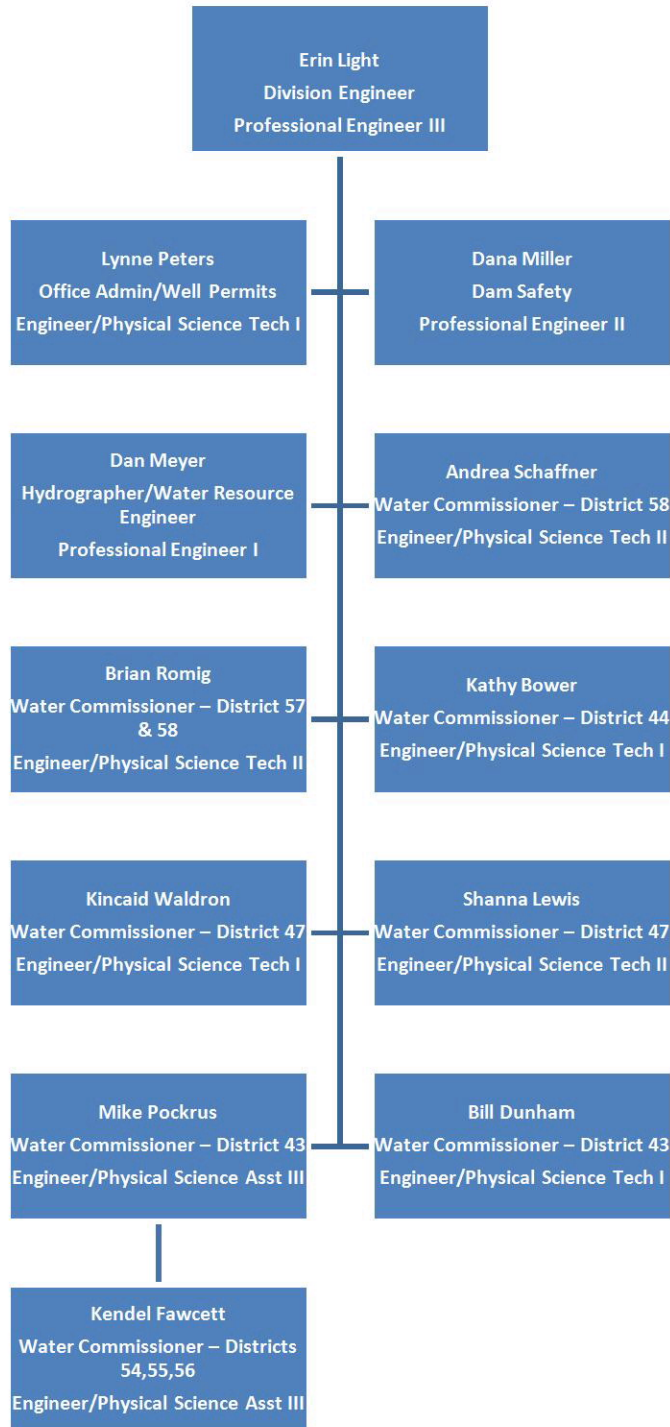 Erin Light
Division Engineer
Professional Engineer III
Lynne Peters
Office Admin/Well Permits
Engineer/Physical Science Tech I
Dana Miller
Dam Safety
Professional Engineer II
Dan Meyer
Hydrographer/Water Resource
Engineer
Professional Engineer I
Andrea Schaffner
Water Commissioner – District 58
Engineer/Physical Science Tech II
Brian Romig
Water Commissioner – District 57
& 58
Engineer/Physical Science Tech II
Kathy Bower
Water Commissioner – District 44
Engineer/Physical Science Tech I
Kincaid Waldron
Water Commissioner – District 47
Engineer/Physical Science Tech I
Shanna Lewis
Water Commissioner – District 47
Engineer/Physical Science Tech II
Mike Pockrus
Water Commissioner – District 43
Engineer/Physical Science Asst III
Bill Dunham
Water Commissioner – District 43
Engineer/Physical Science Tech I
Kendel Fawcett
Water Commissioner – Districts
54,55,56
Engineer/Physical Science Asst III